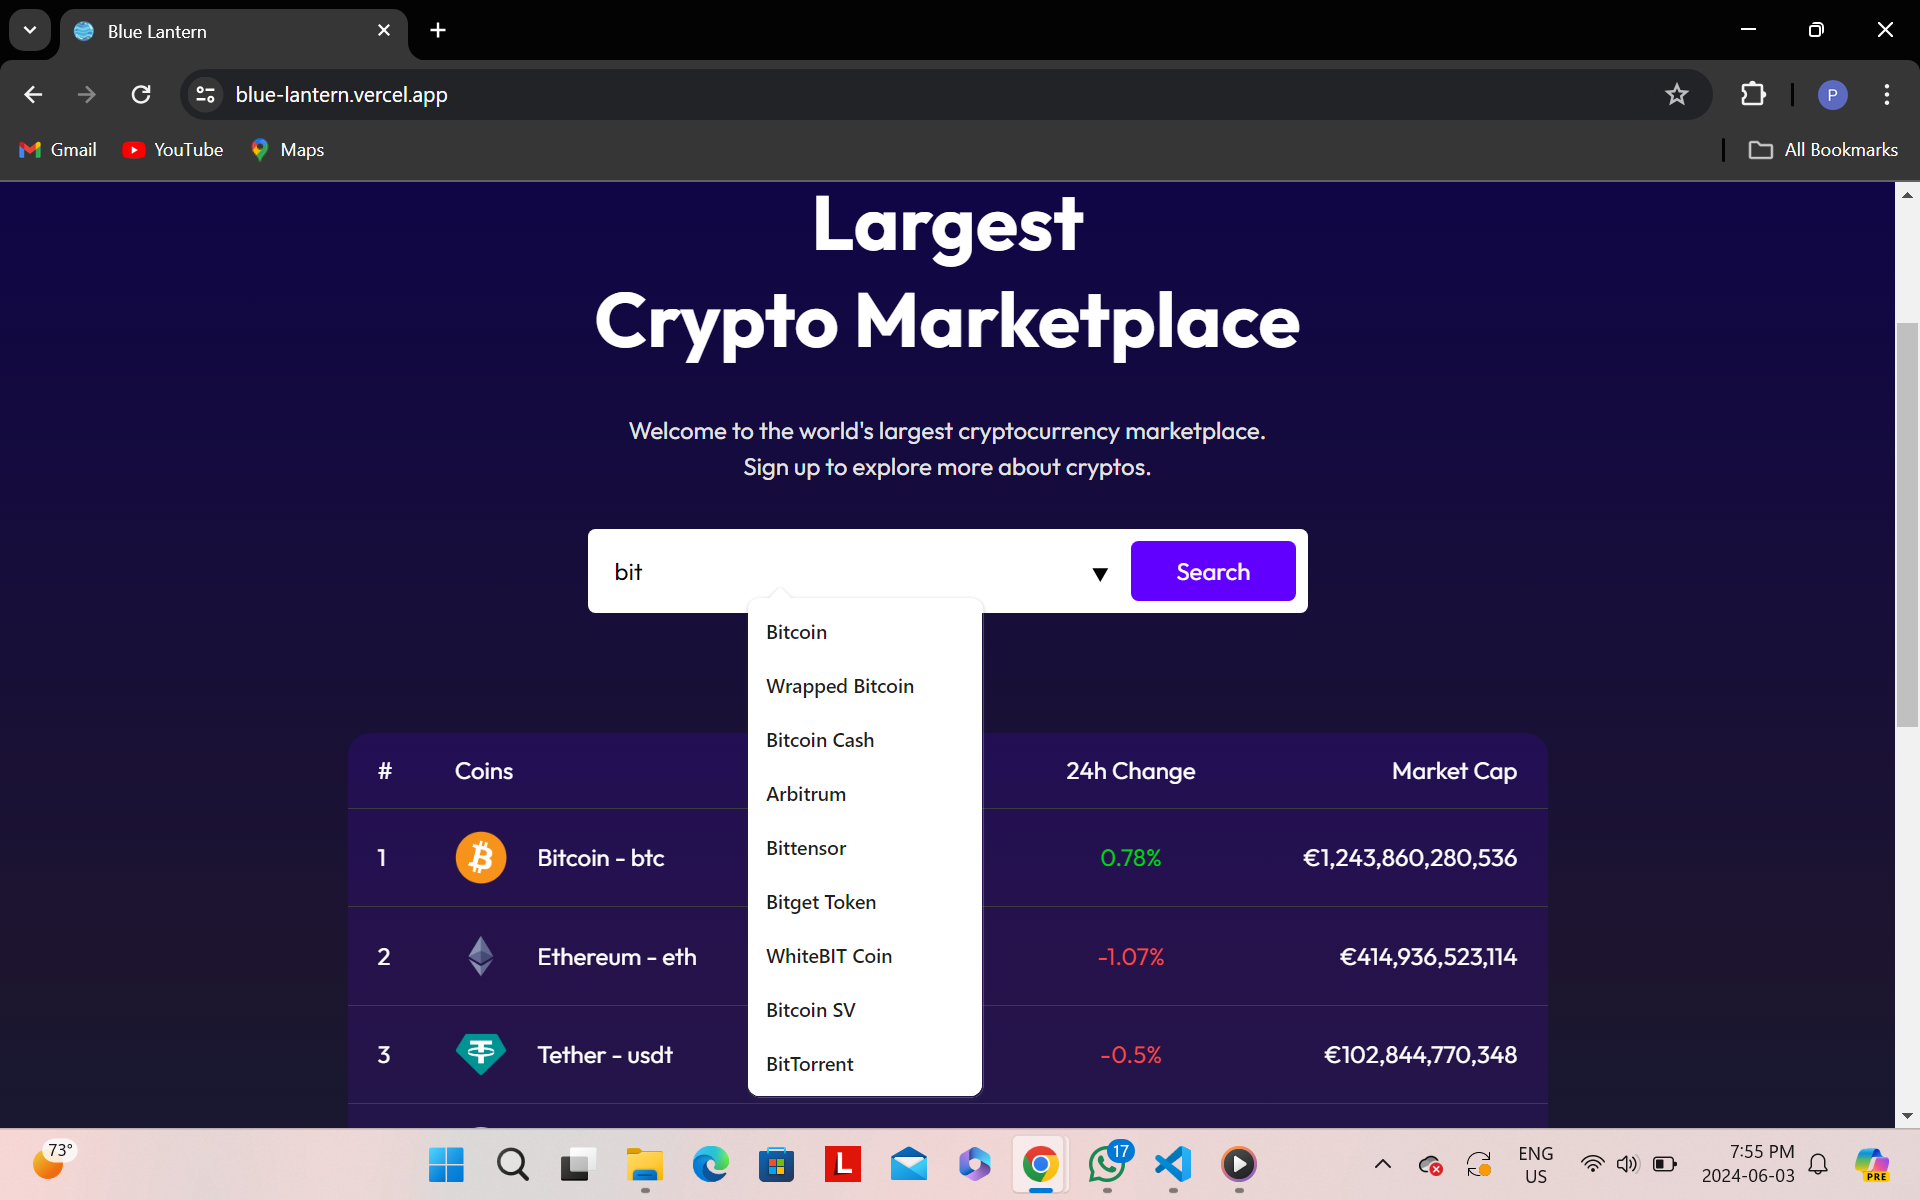 Blue Lantern
blue-lantern.vercel.app
P
Gmail
YouTube
Maps
All Bookmarks
Largest
Crypto Marketplace
Welcome to the world's largest cryptocurrency marketplace.
Sign up to explore more about cryptos.
bit
Search
Bitcoin
Wrapped Bitcoin
Bitcoin Cash
Arbitrum
Bittensor
Bitget Token
WhiteBIT Coin
Bitcoin SV
BitTorrent
# Coins 24h Change Market Cap
1 Bitcoin - btc 0.78% €1,243,860,280,536
2 Ethereum - eth -1.07% €414,936,523,114
3 Tether - usdt -0.5% €102,844,770,348
73°
L
17
ENG
US
7:55 PM
2024-06-03
PRE